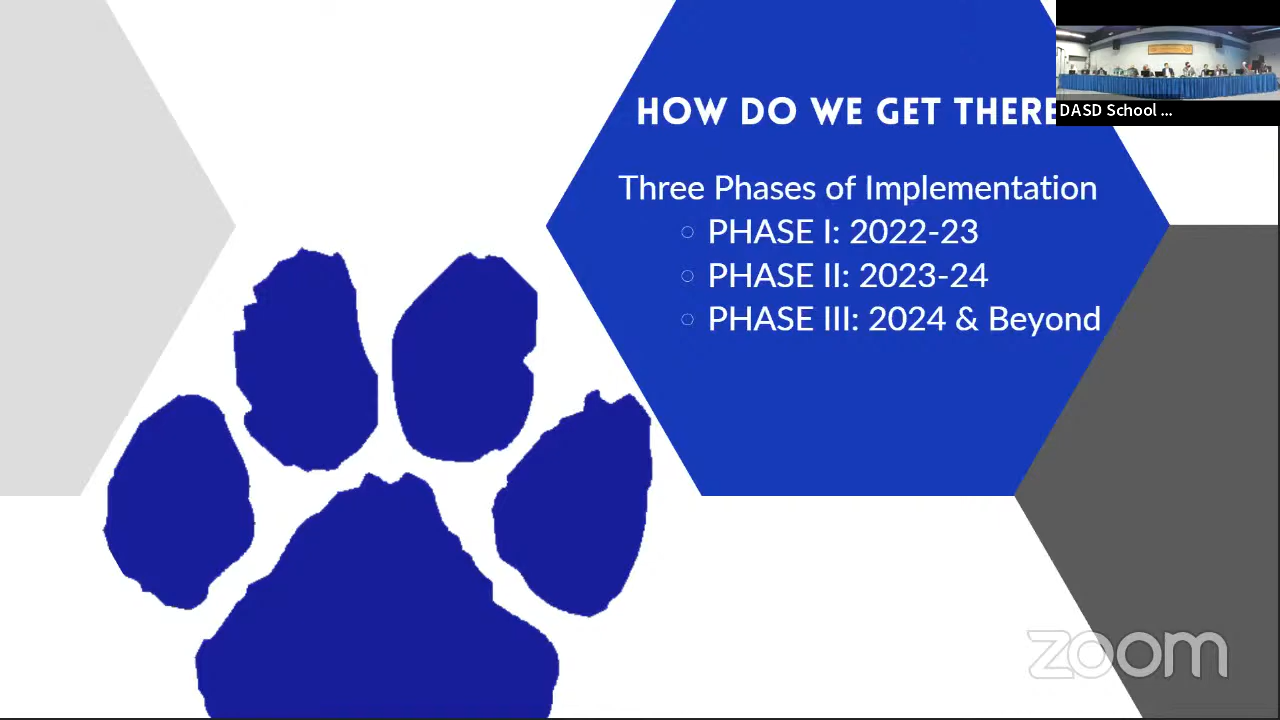 HOW DO WE GET THERE
DASD School ...
Three Phases of Implementation
PHASE I: 2022-23
PHASE II: 2023-24
PHASE III: 2024 & Beyond
zoom